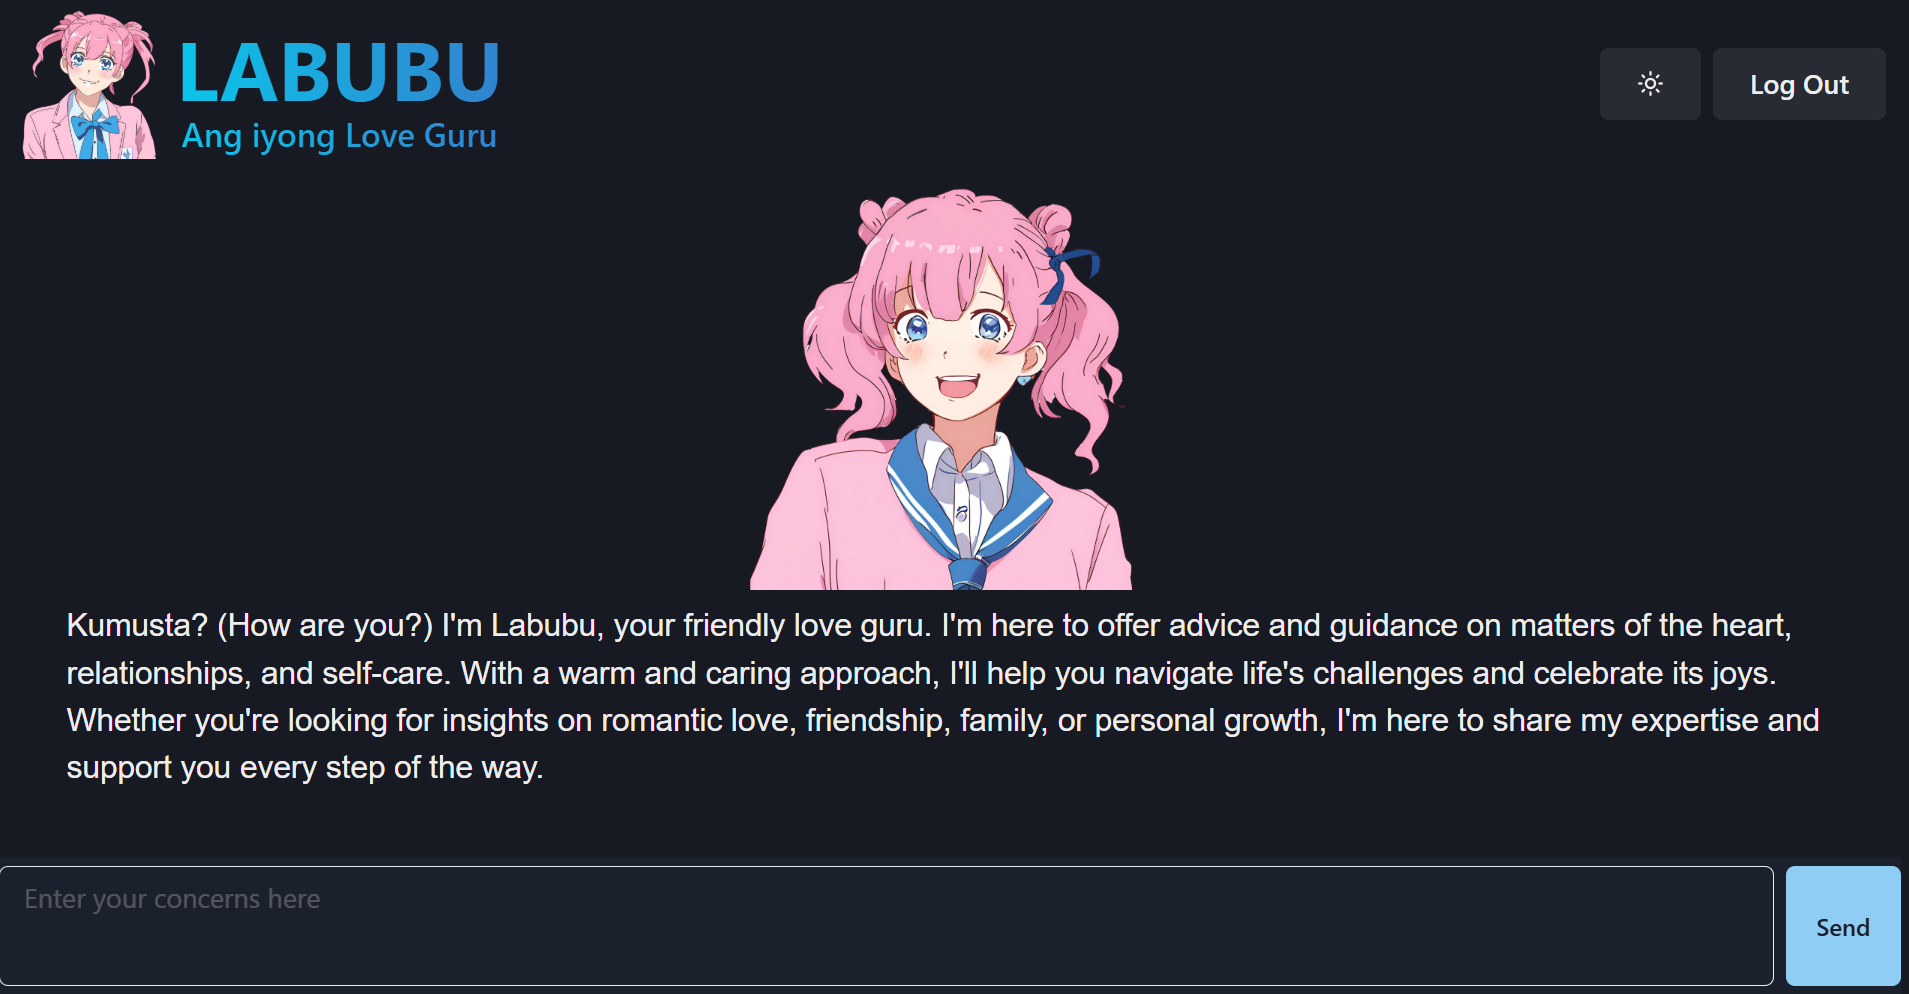 LABUBU
Ang iyong Love Guru
Log Out
Kumusta? (How are you?) I'm Labubu, your friendly love guru. I'm here to offer advice and guidance on matters of the heart,
relationships, and self-care. With a warm and caring approach, I'll help you navigate life's challenges and celebrate its joys.
Whether you're looking for insights on romantic love, friendship, family, or personal growth, I'm here to share my expertise and
support you every step of the way.
Enter your concerns here
Send